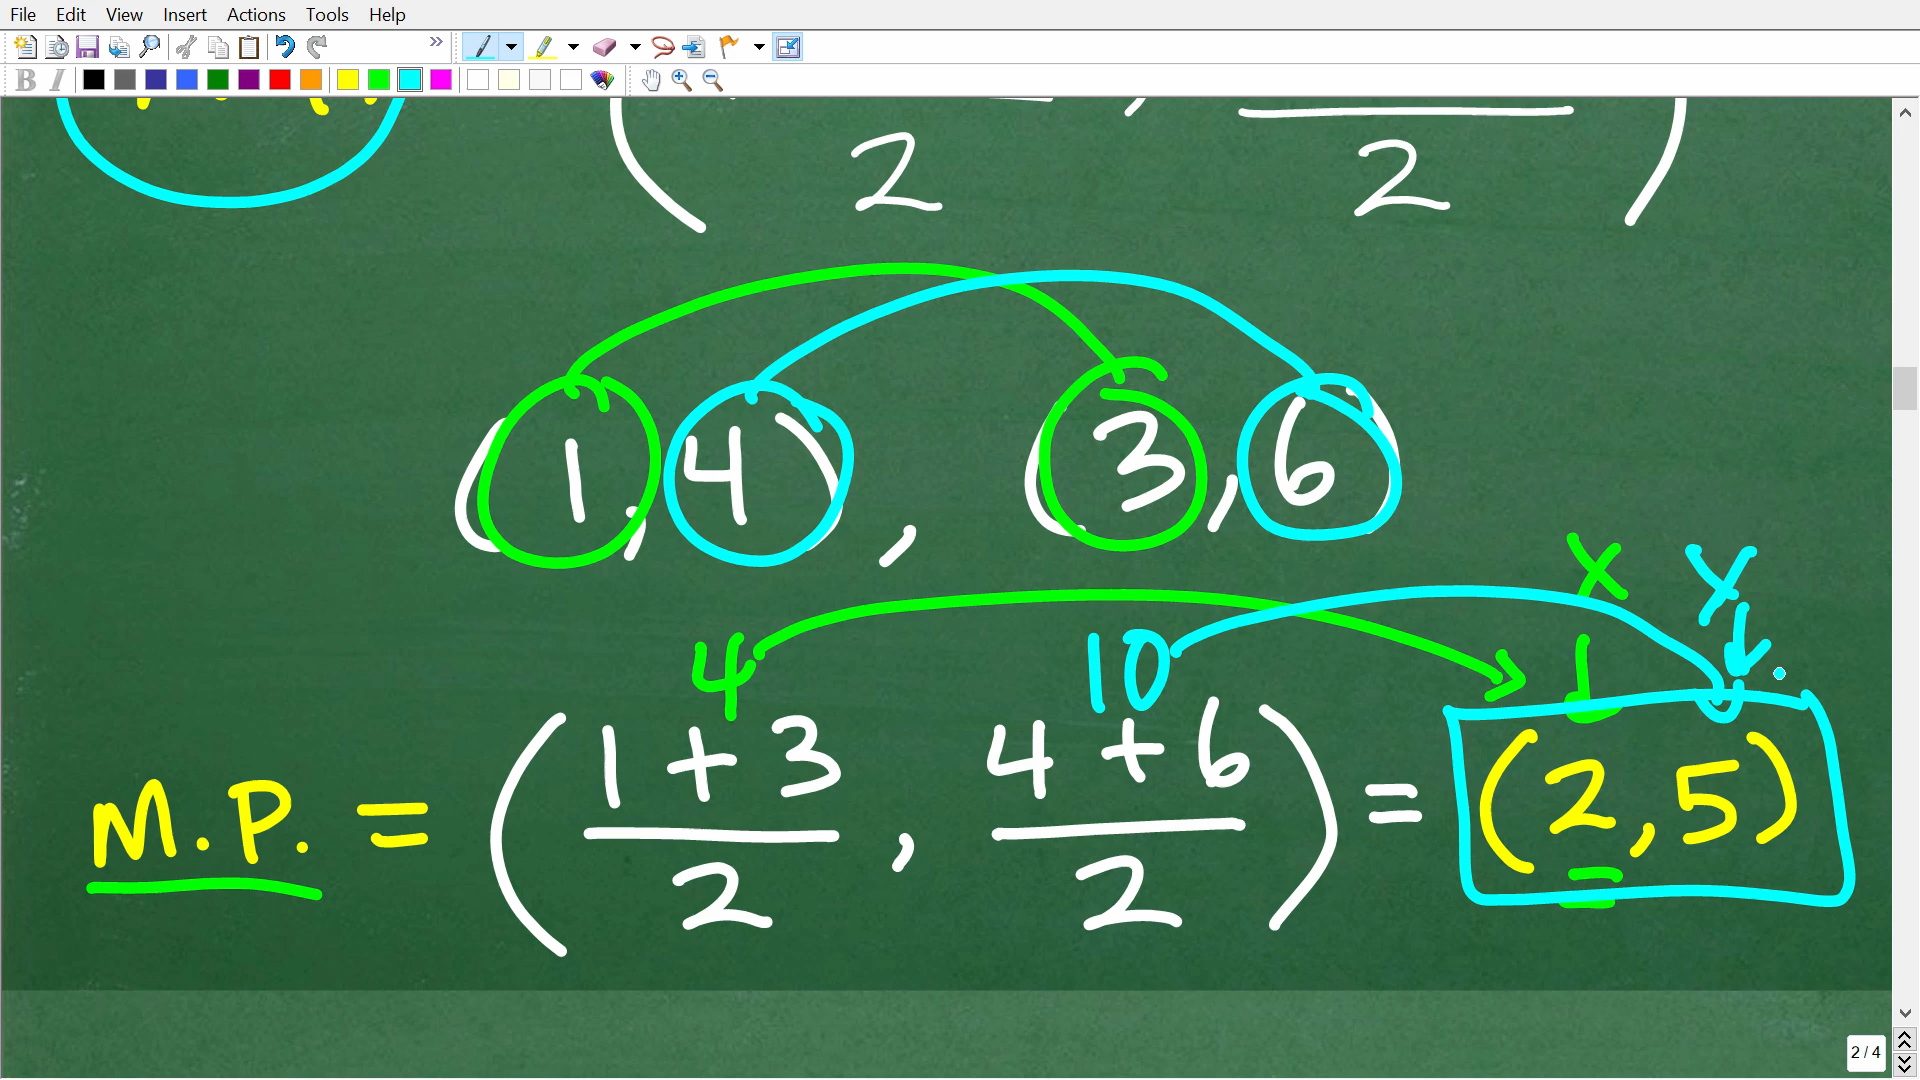 File Edit View Insert Actions Tools Help
B I
2 2
(1, 4), (3, 6)
x y
4 10
M.P. = (1 + 3 / 2, 4 + 6 / 2) = (2, 5)
2 / 4